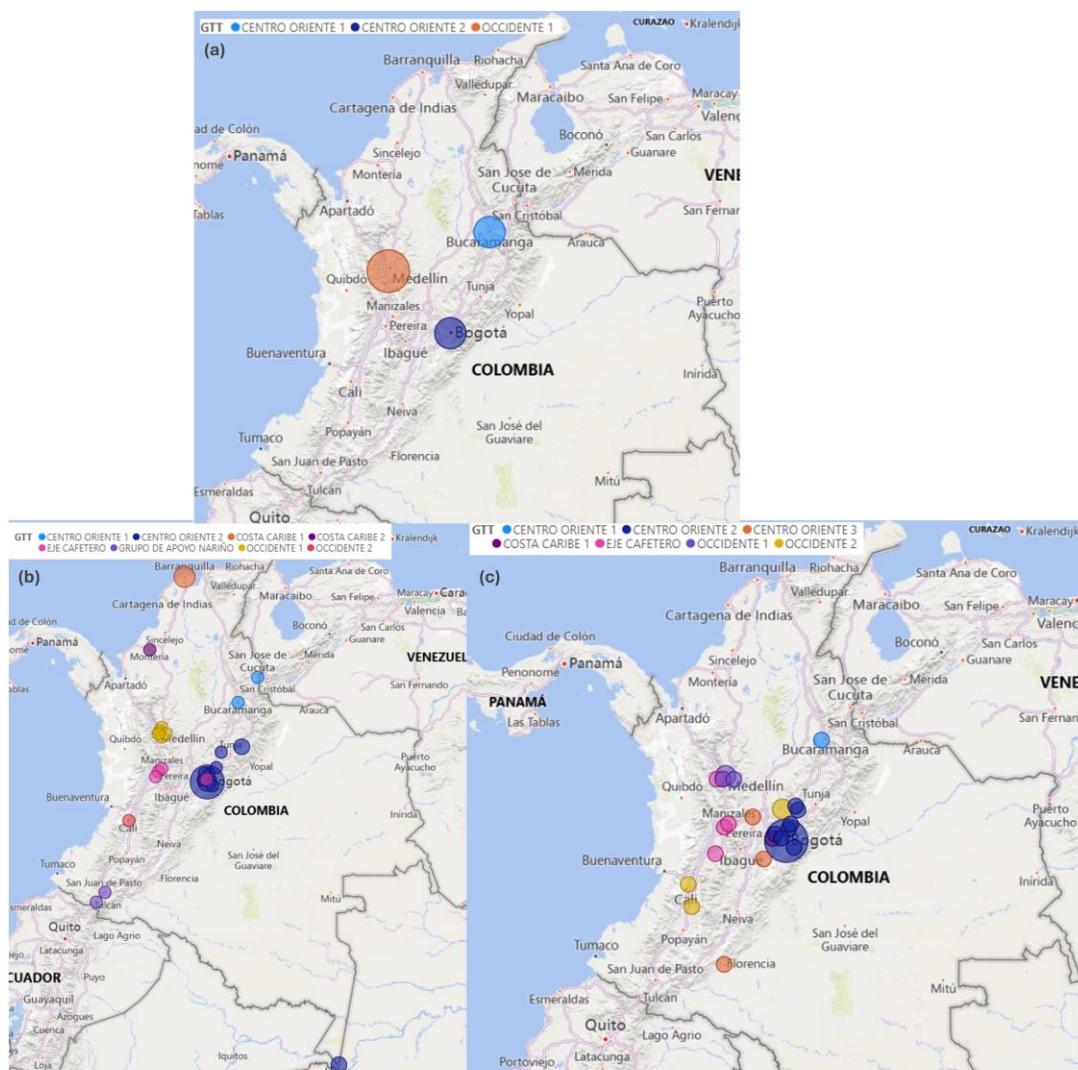 GTT CENTRO ORIENTE 1 CENTRO ORIENTE 2 OCCIDENTE 1
CURAZAO Kralendijk
(a)
Riohacha
Barranquilla
Santa Ana de Coro
Valledupar
Maracaibo
Maracay
San Felipe
Cartagena de Indias
Valenc
ad de Colón
Boconó
San Carlos
Sincelejo
Guanare
nomé
Panamá
Montería
Mérida
San Jose de
Cucuta
VENE
Tablas
Apartadó
San Cristóbal
San Fernando
Bucaramanga
Arauca
Quibdó
Medellín
Tunja
Puerto
Ayacucho
Manizales
Yopal
Pereira
Bogotá
Ibagué
Buenaventura
COLOMBIA
Inírida
Cali
Neiva
San José del
Guaviare
Popayán
Tumaco
Florencia
San Juan de Pasto
Mitú
Esmeraldas
Tulcán
Quito
GTT CENTRO ORIENTE 1 CENTRO ORIENTE 2 COSTA CARIBE 1 COSTA CARIBE 2
EJE CAFETERO GRUPO DE APOYO NARIÑO OCCIDENTE 1 OCCIDENTE 2
Kralendijk
(b)
Barranquilla
Riohacha
Santa Ana de Coro
Valledupar
Maracaibo
Maracay
Cara
Cartagena de Indias
Valencia
d de Colón
Boconó
San Carlos
Guanare
Sincelejo
Panamá
Montería
Mérida
San Jose de
Cucuta
VENEZUEL
Apartadó
San Cristóbal
San Fernando
Tablas
Bucaramanga
Arauca
Quibdó
Medellín
Tunja
Puerto
Ayacucho
Manizales
Yopal
Pereira
Bogotá
Ibagué
Buenaventura
COLOMBIA
Inírida
Cali
Neiva
San José del
Guaviare
Popayán
Tumaco
Florencia
San Juan de Pasto
Mitú
Tulcán
Esmeraldas
Quito
Lago Agrio
Latacunga
Puyo
CUADOR
Guayaquil
Azogues
Cuenca
Iquitos
Loja
GTT CENTRO ORIENTE 1 CENTRO ORIENTE 2 CENTRO ORIENTE 3
COSTA CARIBE 1 EJE CAFETERO OCCIDENTE 1 OCCIDENTE 2
CURAZAO
Kralendijk
(c)
Riohacha
Barranquilla
Santa Ana de Coro
Valledupar
Maracaibo
Maracay
San Felipe
Cartagena de Indias
Valenc
Ciudad de Colón
Boconó
San Carlos
Sincelejo
Guanare
Penonomé
Panamá
Montería
Mérida
San Jose de
Cucuta
PANAMÁ
VENE
Las Tablas
Apartadó
San Cristóbal
San Fernando
Bucaramanga
Arauca
Quibdó
Medellín
Tunja
Puerto
Ayacucho
Manizales
Yopal
Pereira
Bogotá
Ibagué
Buenaventura
COLOMBIA
Inírida
Cali
Neiva
San José del
Guaviare
Popayán
Tumaco
Florencia
San Juan de Pasto
Mitú
Esmeraldas
Tulcán
Quito
Lago Agrio
Portoviejo
Latacunga